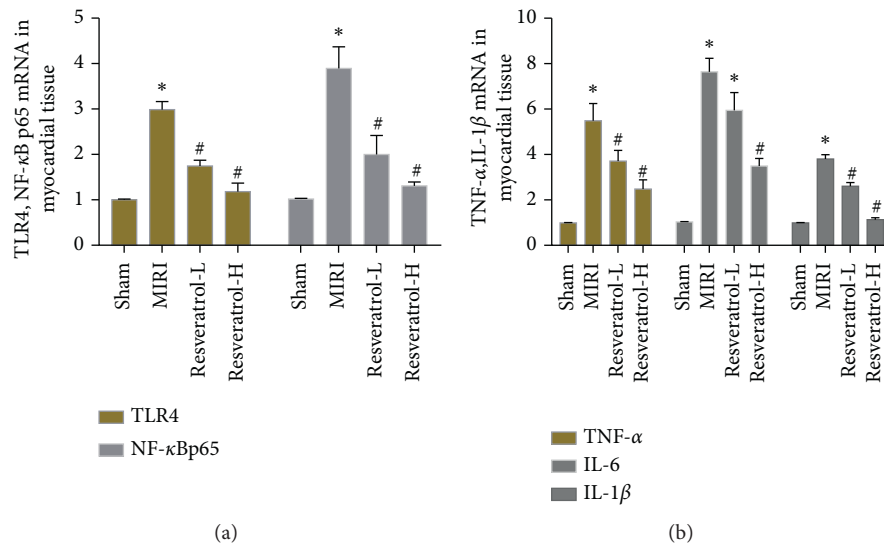 TLR4, NF-κB p65 mRNA in
myocardial tissue
5
4
3
2
1
0
*
#
#
*
#
#
Sham
MIRI
Resveratrol-L
Resveratrol-H
Sham
MIRI
Resveratrol-L
Resveratrol-H
TLR4
NF-κBp65
(a)
TNF-α,IL-1β mRNA in
myocardial tissue
10
8
6
4
2
0
*
#
#
*
*
#
*
#
#
Sham
MIRI
Resveratrol-L
Resveratrol-H
Sham
MIRI
Resveratrol-L
Resveratrol-H
Sham
MIRI
Resveratrol-L
Resveratrol-H
TNF-α
IL-6
IL-1β
(b)